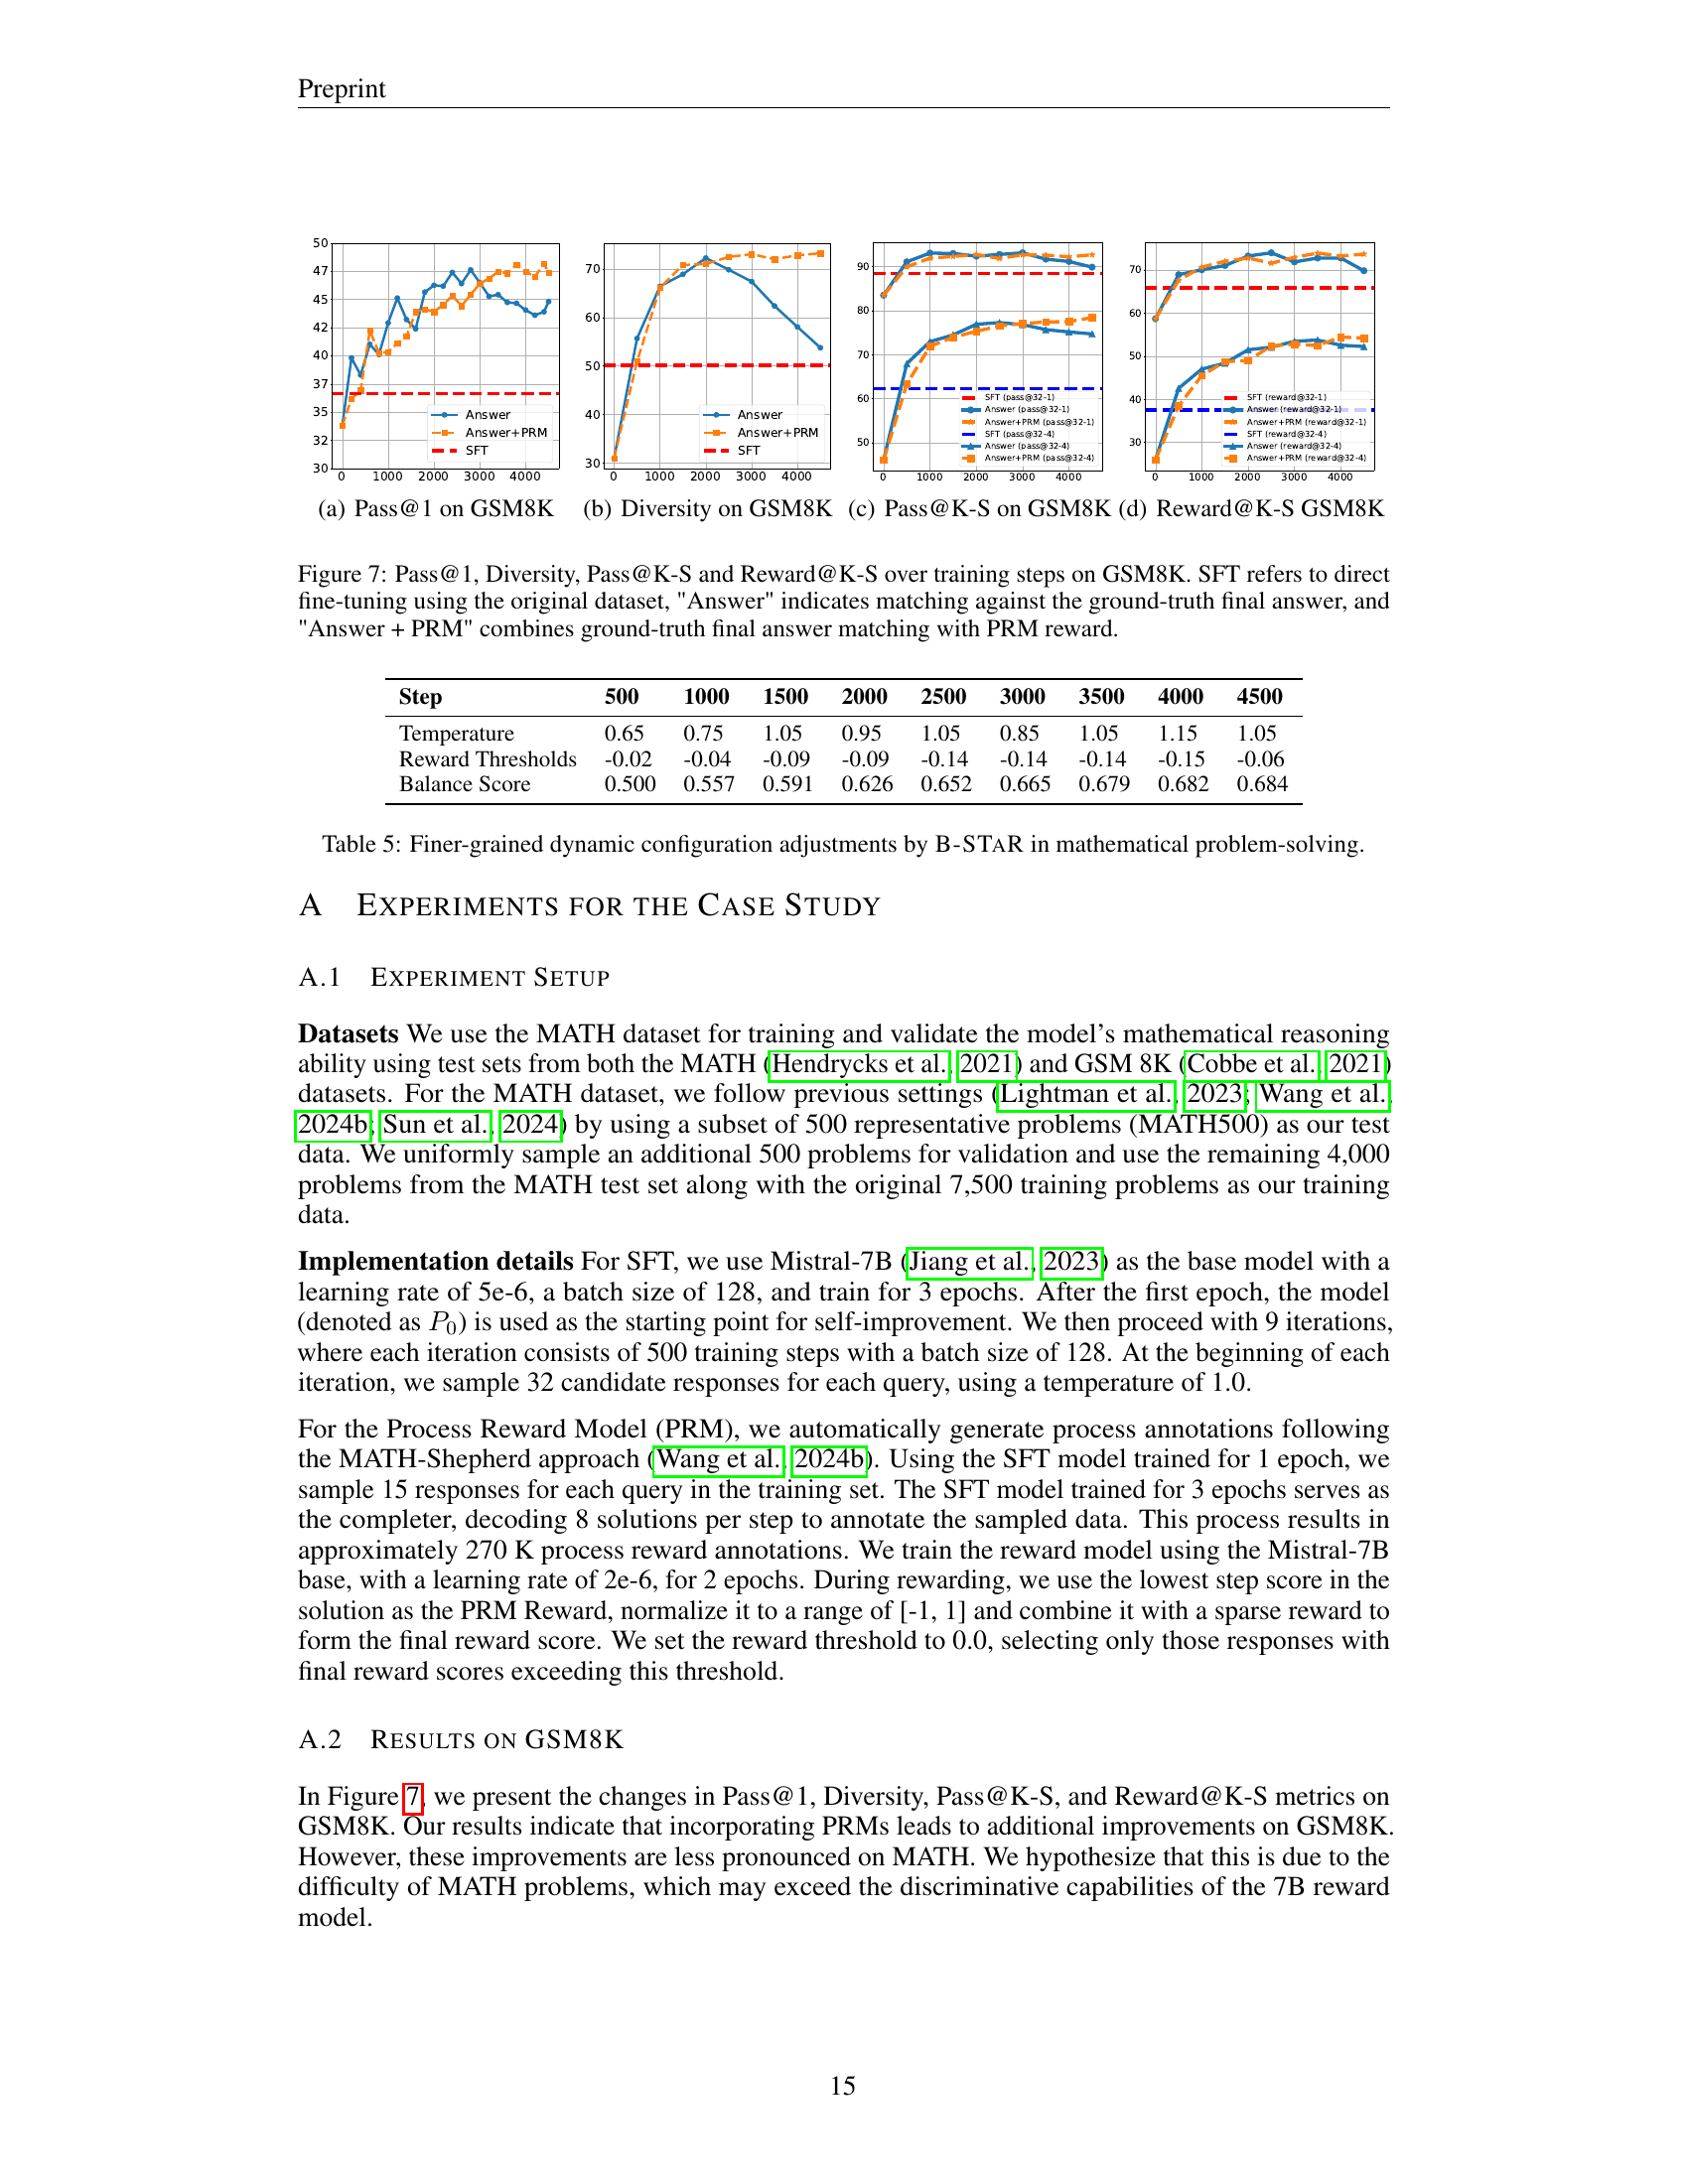 Preprint
50
47
45
42
40
37
35
32
30
0 1000 2000 3000 4000
Answer
Answer+PRM
SFT
(a) Pass@1 on GSM8K
70
60
50
40
30
0 1000 2000 3000 4000
Answer
Answer+PRM
SFT
(b) Diversity on GSM8K
90
80
70
60
50
0 1000 2000 3000 4000
SFT (pass@32-1)
Answer (pass@32-1)
Answer+PRM (pass@32-1)
SFT (pass@32-4)
Answer (pass@32-4)
Answer+PRM (pass@32-4)
(c) Pass@K-S on GSM8K
70
60
50
40
30
0 1000 2000 3000 4000
SFT (reward@32-1)
Answer (reward@32-1)
Answer+PRM (reward@32-1)
SFT (reward@32-4)
Answer (reward@32-4)
Answer+PRM (reward@32-4)
(d) Reward@K-S GSM8K
Figure 7: Pass@1, Diversity, Pass@K-S and Reward@K-S over training steps on GSM8K. SFT refers to direct
fine-tuning using the original dataset, "Answer" indicates matching against the ground-truth final answer, and
"Answer + PRM" combines ground-truth final answer matching with PRM reward.
Step 500 1000 1500 2000 2500 3000 3500 4000 4500
Temperature 0.65 0.75 1.05 0.95 1.05 0.85 1.05 1.15 1.05
Reward Thresholds -0.02 -0.04 -0.09 -0.09 -0.14 -0.14 -0.14 -0.15 -0.06
Balance Score 0.500 0.557 0.591 0.626 0.652 0.665 0.679 0.682 0.684
Table 5: Finer-grained dynamic configuration adjustments by B-STAR in mathematical problem-solving.
A EXPERIMENTS FOR THE CASE STUDY
A.1 EXPERIMENT SETUP
Datasets We use the MATH dataset for training and validate the model's mathematical reasoning
ability using test sets from both the MATH (Hendrycks et al., 2021) and GSM 8K (Cobbe et al., 2021)
datasets. For the MATH dataset, we follow previous settings (Lightman et al., 2023; Wang et al.,
2024b; Sun et al., 2024) by using a subset of 500 representative problems (MATH500) as our test
data. We uniformly sample an additional 500 problems for validation and use the remaining 4,000
problems from the MATH test set along with the original 7,500 training problems as our training
data.
Implementation details For SFT, we use Mistral-7B (Jiang et al., 2023) as the base model with a
learning rate of 5e-6, a batch size of 128, and train for 3 epochs. After the first epoch, the model
(denoted as P0) is used as the starting point for self-improvement. We then proceed with 9 iterations,
where each iteration consists of 500 training steps with a batch size of 128. At the beginning of each
iteration, we sample 32 candidate responses for each query, using a temperature of 1.0.
For the Process Reward Model (PRM), we automatically generate process annotations following
the MATH-Shepherd approach (Wang et al., 2024b). Using the SFT model trained for 1 epoch, we
sample 15 responses for each query in the training set. The SFT model trained for 3 epochs serves as
the completer, decoding 8 solutions per step to annotate the sampled data. This process results in
approximately 270 K process reward annotations. We train the reward model using the Mistral-7B
base, with a learning rate of 2e-6, for 2 epochs. During rewarding, we use the lowest step score in the
solution as the PRM Reward, normalize it to a range of [-1, 1] and combine it with a sparse reward to
form the final reward score. We set the reward threshold to 0.0, selecting only those responses with
final reward scores exceeding this threshold.
A.2 RESULTS ON GSM8K
In Figure 7, we present the changes in Pass@1, Diversity, Pass@K-S, and Reward@K-S metrics on
GSM8K. Our results indicate that incorporating PRMs leads to additional improvements on GSM8K.
However, these improvements are less pronounced on MATH. We hypothesize that this is due to the
difficulty of MATH problems, which may exceed the discriminative capabilities of the 7B reward
model.
15